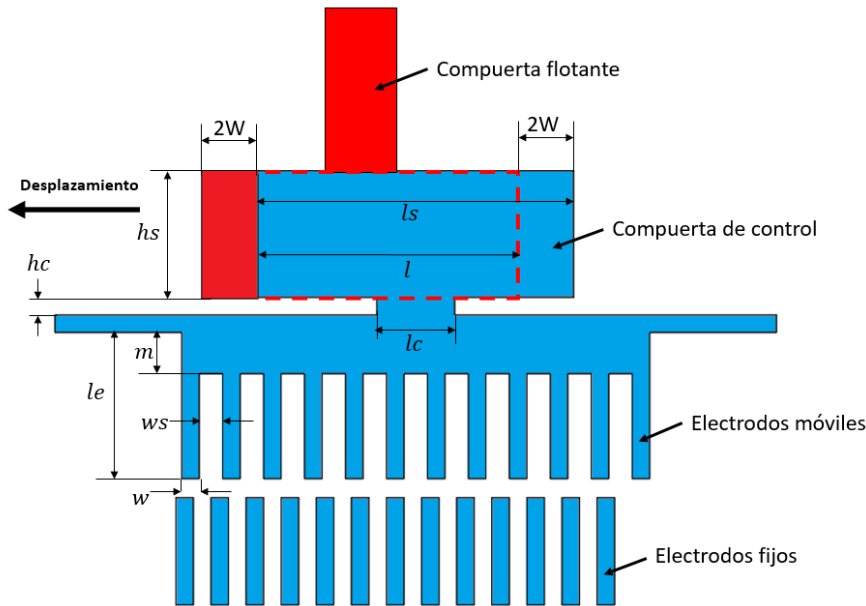 Compuerta flotante
2W
2W
Desplazamiento
hs
ls
Compuerta de control
l
hc
lc
m
le
ws
Electrodos móviles
w
Electrodos fijos